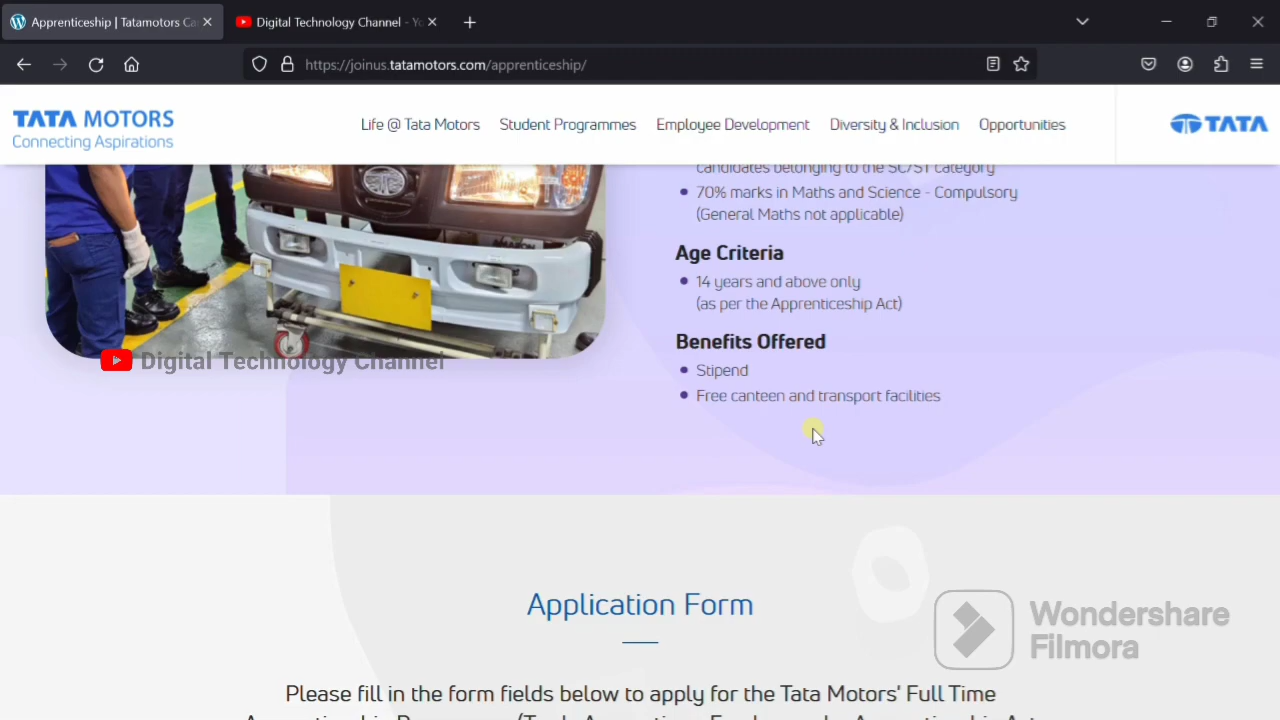 Apprenticeship | Tatamotors Ca
Digital Technology Channel - Yo
https://joinus.tatamotors.com/apprenticeship/
TATA MOTORS
Connecting Aspirations
Life @ Tata Motors
Student Programmes
Employee Development
Diversity & Inclusion
Opportunities
TATA
candidates belonging to the SC/ST category
70% marks in Maths and Science - Compulsory
(General Maths not applicable)
Age Criteria
14 years and above only
(as per the Apprenticeship Act)
Benefits Offered
Digital Technology Channel
Stipend
Free canteen and transport facilities
Application Form
Wondershare
Filmora
Please fill in the form fields below to apply for the Tata Motors' Full Time